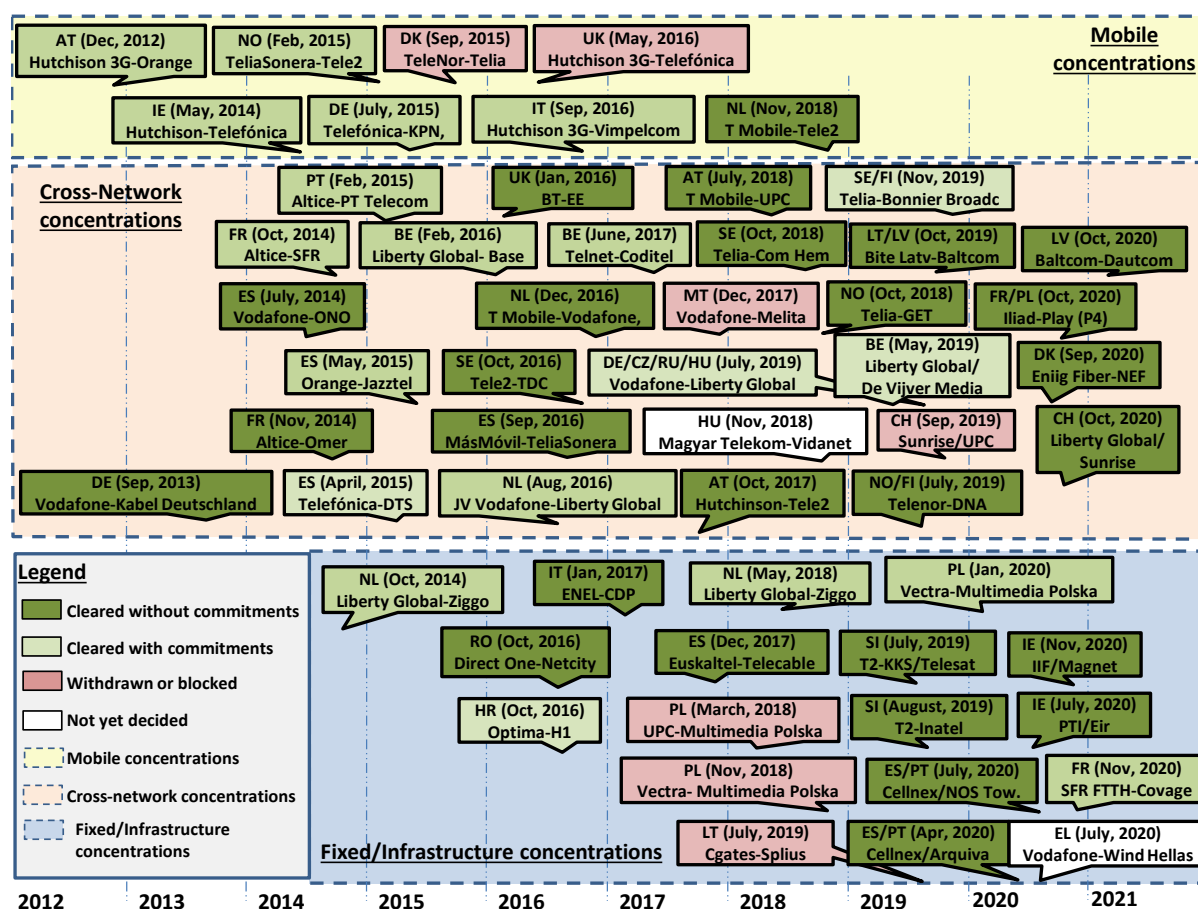 AT (Dec, 2012)
Hutchison 3G-Orange
NO (Feb, 2015)
TeliaSonera-Tele2
DK (Sep, 2015)
TeleNor-Telia
UK (May, 2016)
Hutchison 3G-Telefónica
Mobile
concentrations
IE (May, 2014)
Hutchison-Telefónica
DE (July, 2015)
Telefónica-KPN,
IT (Sep, 2016)
Hutchison 3G-Vimpelcom
NL (Nov, 2018)
T Mobile-Tele2
Cross-Network
concentrations
PT (Feb, 2015)
Altice-PT Telecom
UK (Jan, 2016)
BT-EE
AT (July, 2018)
T Mobile-UPC
SE/FI (Nov, 2019)
Telia-Bonnier Broadc
FR (Oct, 2014)
Altice-SFR
BE (Feb, 2016)
Liberty Global- Base
BE (June, 2017)
Telnet-Coditel
SE (Oct, 2018)
Telia-Com Hem
LT/LV (Oct, 2019)
Bite Latv-Baltcom
LV (Oct, 2020)
Baltcom-Dautcom
ES (July, 2014)
Vodafone-ONO
NL (Dec, 2016)
T Mobile-Vodafone,
MT (Dec, 2017)
Vodafone-Melita
NO (Oct, 2018)
Telia-GET
FR/PL (Oct, 2020)
Iliad-Play (P4)
ES (May, 2015)
Orange-Jazztel
SE (Oct, 2016)
Tele2-TDC
DE/CZ/RU/HU (July, 2019)
Vodafone-Liberty Global
BE (May, 2019)
Liberty Global/
De Vijver Media
DK (Sep, 2020)
Eniig Fiber-NEF
FR (Nov, 2014)
Altice-Omer
ES (Sep, 2016)
MásMóvil-TeliaSonera
HU (Nov, 2018)
Magyar Telekom-Vidanet
CH (Sep, 2019)
Sunrise/UPC
CH (Oct, 2020)
Liberty Global/
Sunrise
DE (Sep, 2013)
Vodafone-Kabel Deutschland
ES (April, 2015)
Telefónica-DTS
NL (Aug, 2016)
JV Vodafone-Liberty Global
AT (Oct, 2017)
Hutchinson-Tele2
NO/FI (July, 2019)
Telenor-DNA
Legend
Cleared without commitments
Cleared with commitments
Withdrawn or blocked
Not yet decided
Mobile concentrations
Cross-network concentrations
Fixed/Infrastructure
concentrations
NL (Oct, 2014)
Liberty Global-Ziggo
IT (Jan, 2017)
ENEL-CDP
NL (May, 2018)
Liberty Global-Ziggo
PL (Jan, 2020)
Vectra-Multimedia Polska
RO (Oct, 2016)
Direct One-Netcity
ES (Dec, 2017)
Euskaltel-Telecable
SI (July, 2019)
T2-KKS/Telesat
IE (Nov, 2020)
IIF/Magnet
HR (Oct, 2016)
Optima-H1
PL (March, 2018)
UPC-Multimedia Polska
SI (August, 2019)
T2-Inatel
IE (July, 2020)
PTI/Eir
PL (Nov, 2018)
Vectra- Multimedia Polska
ES/PT (July, 2020)
Cellnex/NOS Tow.
FR (Nov, 2020)
SFR FTTH-Covage
Fixed/Infrastructure concentrations
LT (July, 2019)
Cgates-Splius
ES/PT (Apr, 2020)
Cellnex/Arquiva
EL (July, 2020)
Vodafone-Wind Hellas
2012 2013 2014 2015 2016 2017 2018 2019 2020 2021